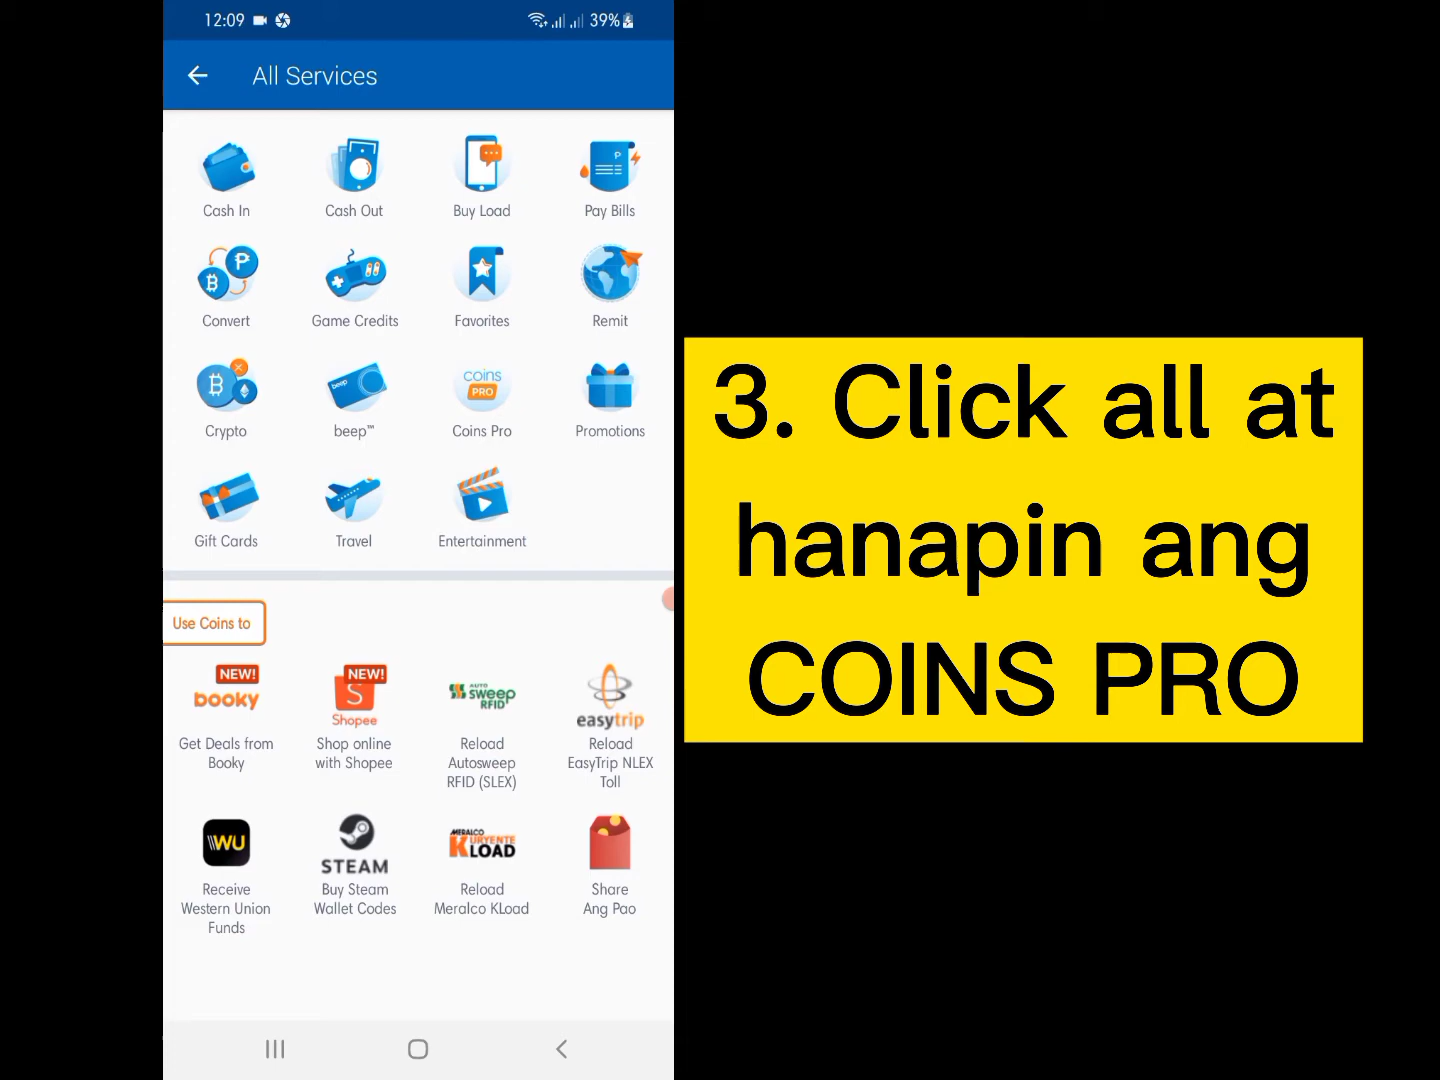 12:09
39%
All Services
Cash In
Cash Out
Buy Load
Pay Bills
Convert
Game Credits
Favorites
Remit
beep
coins
PRO
Crypto
beep™
Coins Pro
Promotions
Gift Cards
Travel
Entertainment
Use Coins to
NEW!
booky
NEW!
Shopee
AUTO
SWEEP
RFID
easytrip
Get Deals from
Booky
Shop online
with Shopee
Reload
Autosweep
RFID (SLEX)
Reload
EasyTrip NLEX
Toll
WU
STEAM
MERALCO
KURYENTE
LOAD
Receive
Western Union
Funds
Buy Steam
Wallet Codes
Reload
Meralco KLoad
Share
Ang Pao
3. Click all at
hanapin ang
COINS PRO